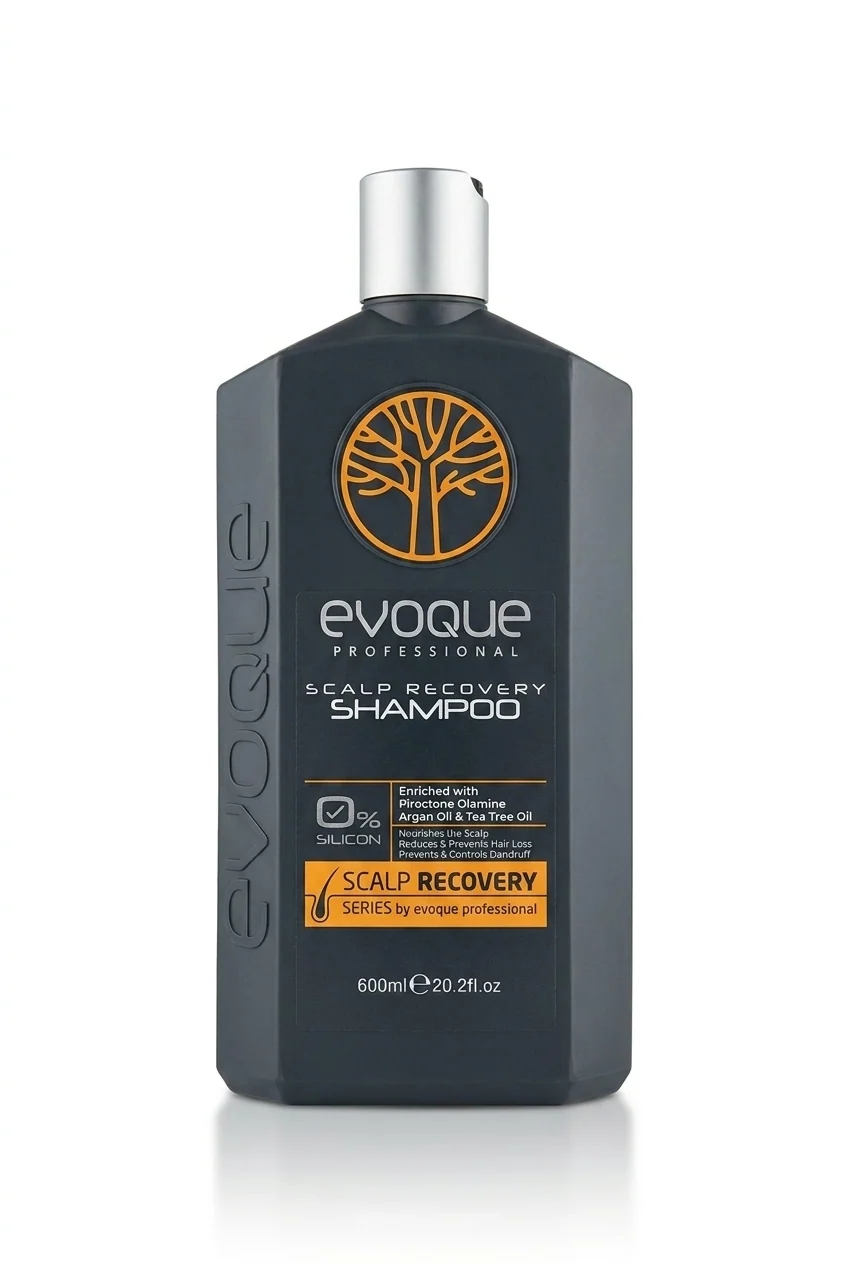 evoque
evoque
PROFESSIONAL
SCALP RECOVERY
SHAMPOO
0%
SILICON
Enriched with
Piroctone Olamine
Argan Oil & Tea Tree Oil
Nourishes the Scalp
Reduces & Prevents Hair Loss
Prevents & Controls Dandruff
SCALP RECOVERY
SERIES by evoque professional
600ml℮20.2fl.oz